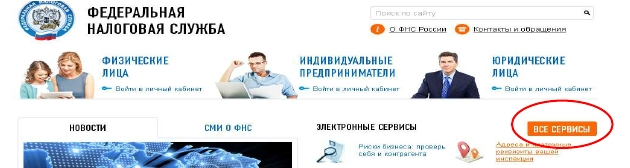 ФЕДЕРАЛЬНАЯ
НАЛОГОВАЯ СЛУЖБА
Поиск по сайту
О ФНС России
Контакты и обращения
ФИЗИЧЕСКИЕ
ЛИЦА
Войти в личный кабинет
ИНДИВИДУАЛЬНЫЕ
ПРЕДПРИНИМАТЕЛИ
Войти в личный кабинет
ЮРИДИЧЕСКИЕ
ЛИЦА
Войти в личный кабинет
НОВОСТИ
СМИ О ФНС
ЭЛЕКТРОННЫЕ СЕРВИСЫ
ВСЕ СЕРВИСЫ
Риски бизнеса: проверь
себя и контрагента
Адреса и платежные
реквизиты вашей
инспекции